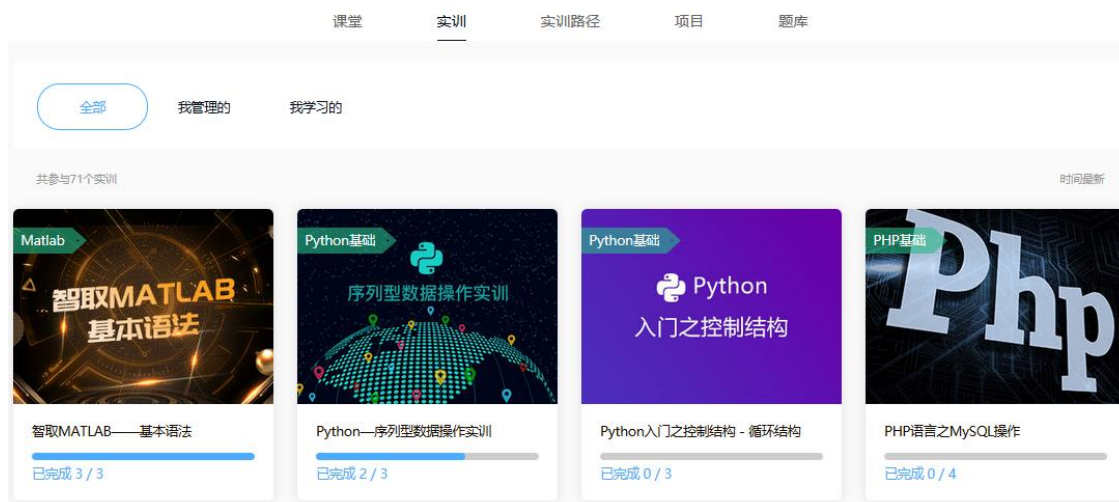 课堂 实训 实训路径 项目 题库
全部 我管理的 我学习的
共参与71个实训 时间最新
Matlab
智取MATLAB
基本语法
智取MATLAB——基本语法
已完成 3 / 3
Python基础
序列型数据操作实训
Python—序列型数据操作实训
已完成 2 / 3
Python基础
Python
入门之控制结构
Python入门之控制结构 - 循环结构
已完成 0 / 3
PHP基础
Php
PHP语言之MySQL操作
已完成 0 / 4